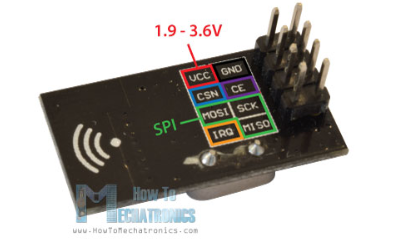 1.9 - 3.6V
VCC GND
CSN CE
SPI
MOSI SCK
IRQ MISO
How To
MECHATRONICS
www.HowToMechatronics.com